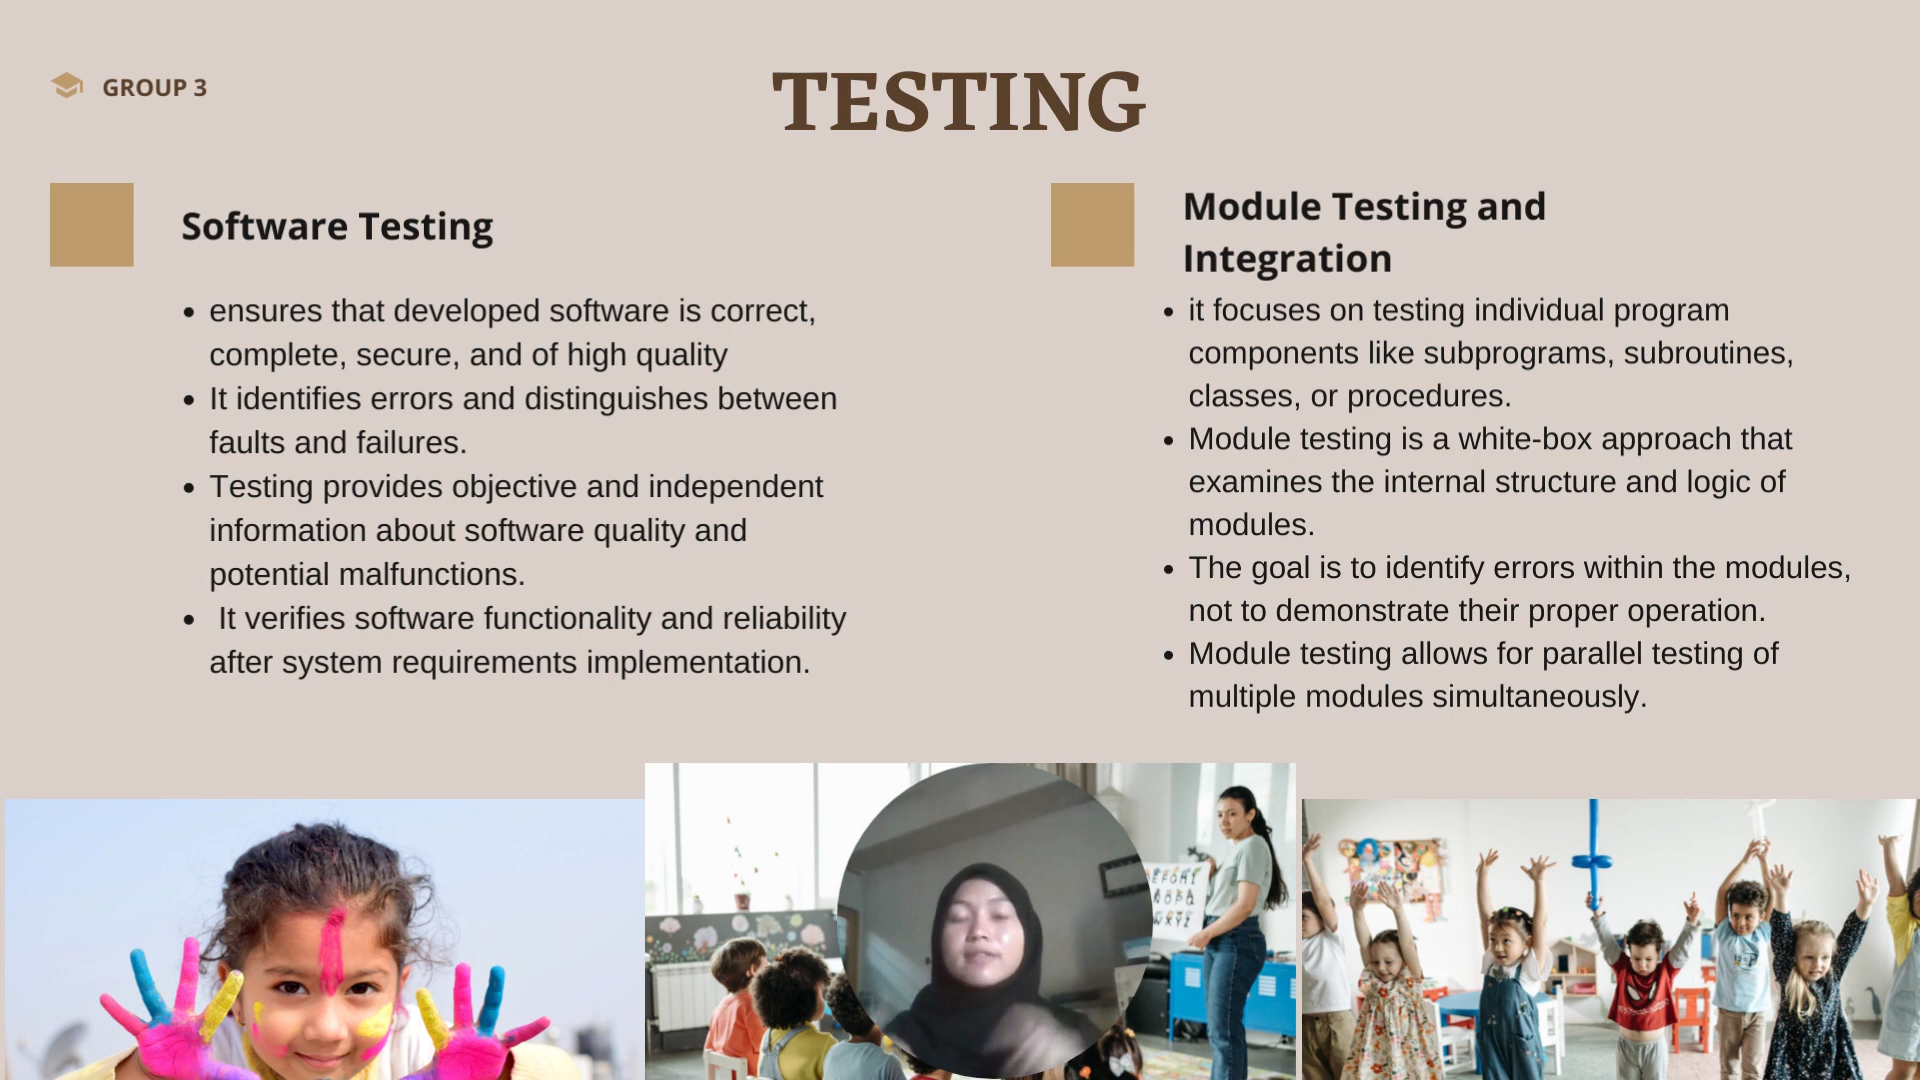 GROUP 3
TESTING
Software Testing
• ensures that developed software is correct,
complete, secure, and of high quality
• It identifies errors and distinguishes between
faults and failures.
• Testing provides objective and independent
information about software quality and
potential malfunctions.
• It verifies software functionality and reliability
after system requirements implementation.
Module Testing and
Integration
• it focuses on testing individual program
components like subprograms, subroutines,
classes, or procedures.
• Module testing is a white-box approach that
examines the internal structure and logic of
modules.
• The goal is to identify errors within the modules,
not to demonstrate their proper operation.
• Module testing allows for parallel testing of
multiple modules simultaneously.